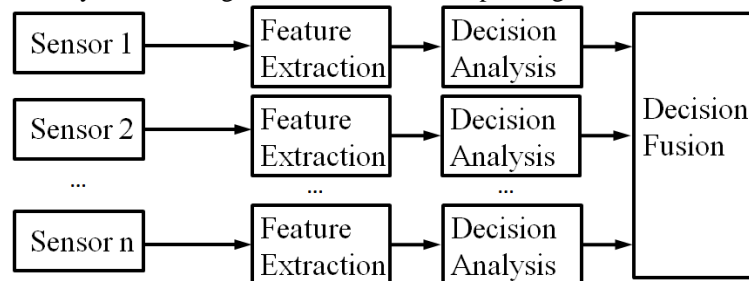 Sensor 1
Feature
Extraction
Decision
Analysis
Sensor 2
Feature
Extraction
Decision
Analysis
Decision
Fusion
...
...
...
Sensor n
Feature
Extraction
Decision
Analysis